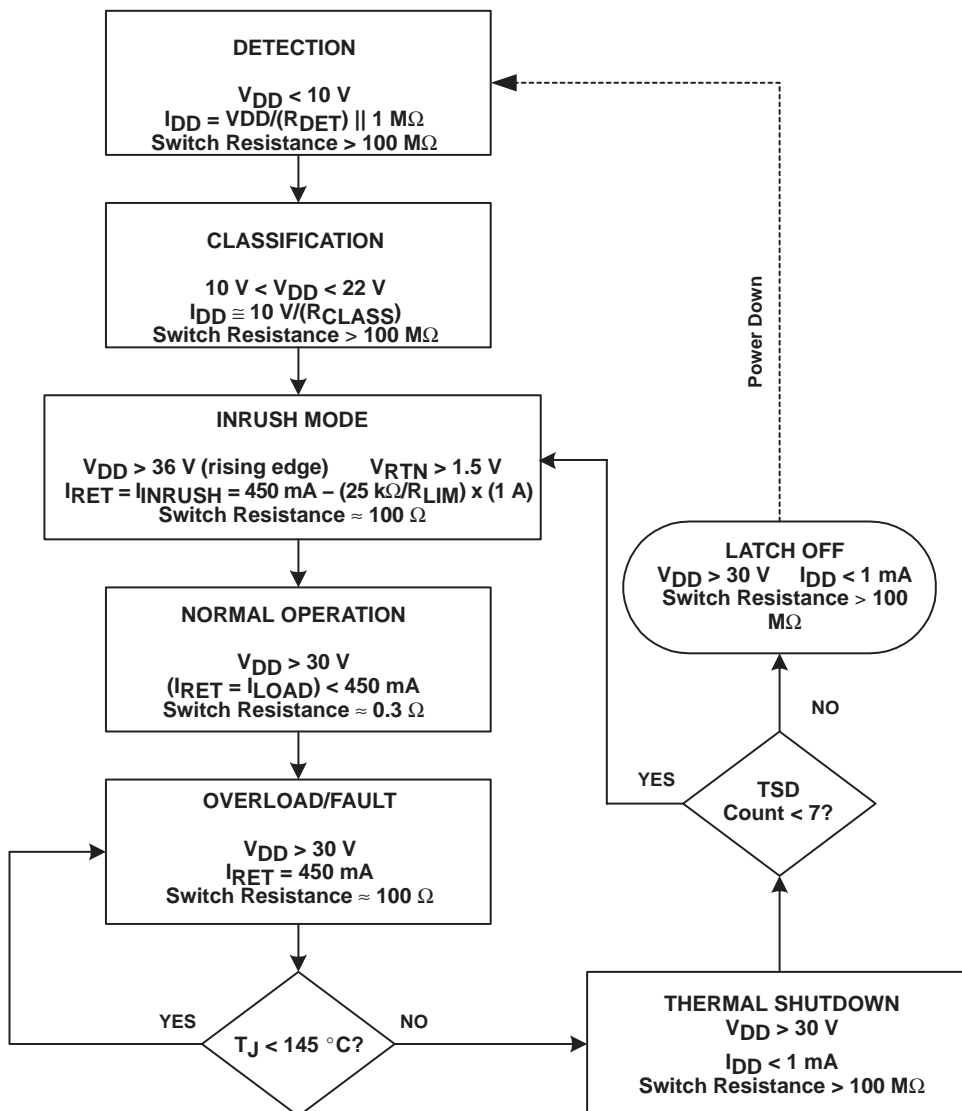 DETECTION
VDD < 10 V
IDD = VDD/(RDET) || 1 MΩ
Switch Resistance > 100 MΩ
CLASSIFICATION
10 V < VDD < 22 V
IDD ≅ 10 V/(RCLASS)
Switch Resistance > 100 MΩ
INRUSH MODE
VDD > 36 V (rising edge) VRTN > 1.5 V
IRET = IINRUSH = 450 mA – (25 kΩ/RLIM) x (1 A)
Switch Resistance ≈ 100 Ω
NORMAL OPERATION
VDD > 30 V
(IRET = ILOAD) < 450 mA
Switch Resistance ≈ 0.3 Ω
OVERLOAD/FAULT
VDD > 30 V
IRET = 450 mA
Switch Resistance ≈ 100 Ω
YES
TJ < 145 °C?
NO
THERMAL SHUTDOWN
VDD > 30 V
IDD < 1 mA
Switch Resistance > 100 MΩ
TSD
Count < 7?
YES
NO
LATCH OFF
VDD > 30 V IDD < 1 mA
Switch Resistance > 100
MΩ
Power Down